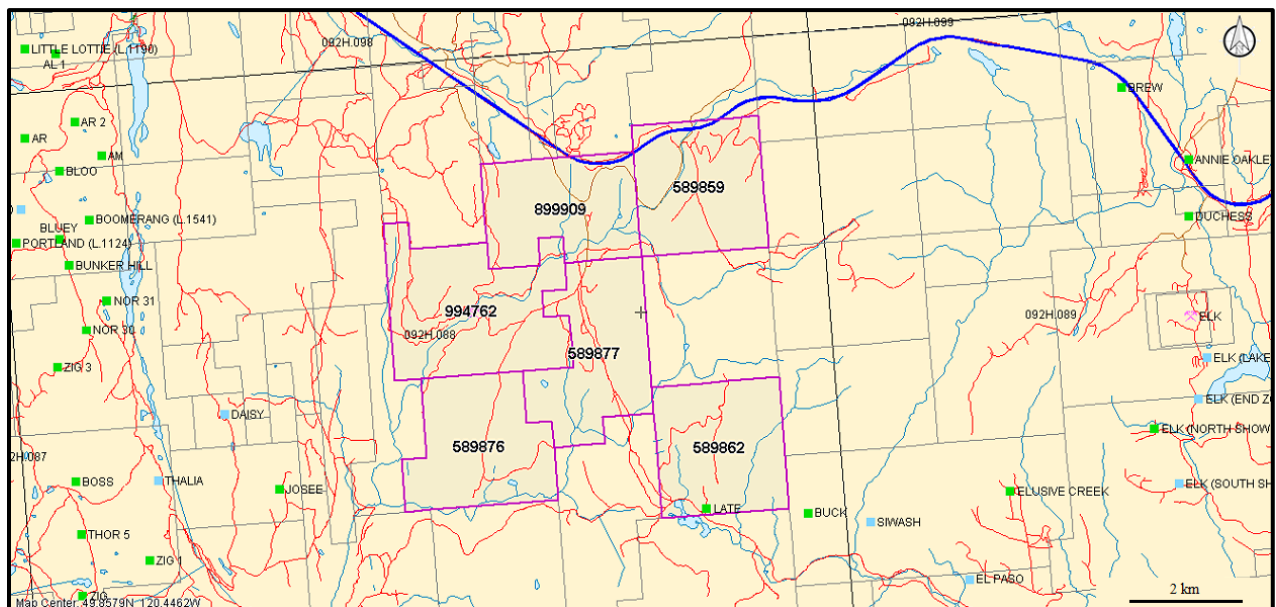 092H.099
092H.098
LITTLE LOTTIE (L.1190)
AL 1
BREW
AR 2
AR
AM
ANNIE OAKLEY
BLOO
589859
899909
BOOMERANG (L.1541)
DUCHESS
BLUEY
PORTLAND (L.1124)
BUNKER HILL
NOR 31
994762
092H.089
ELK
NOR 30
092H.088
589877
ELK (LAKE
ZIG 3
ELK (END Z
DAISY
ELK (NORTH SHOW
589876
589862
2H.087
BOSS
THALIA
JOSEE
ELUSIVE CREEK
ELK (SOUTH SH
LATE
BUCK
SIWASH
THOR 5
ZIG 1
EL PASO
2 km
ZIG
Map Center: 49.8579N 120.4462W